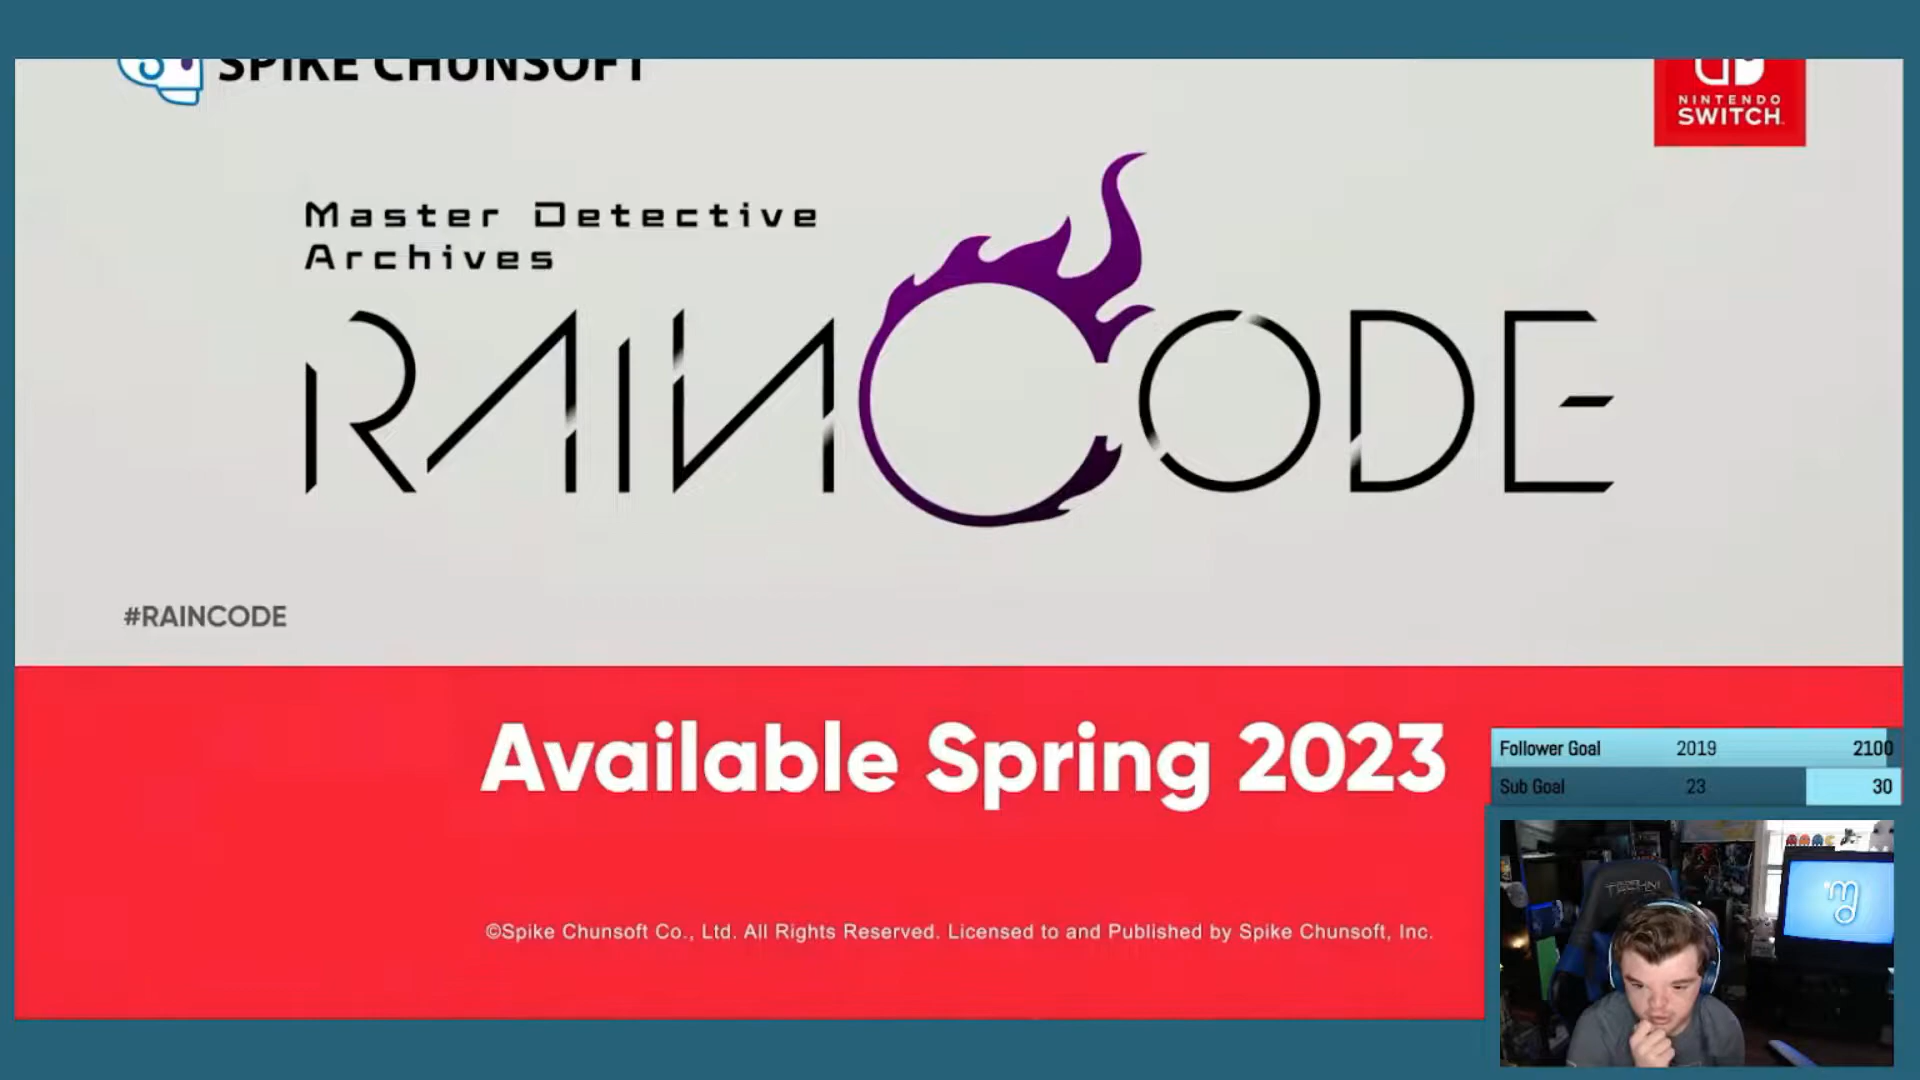 SPIKE CHUNSOFT
NINTENDO
SWITCH
Master Detective
Archives
RAINCODE
#RAINCODE
Available Spring 2023
©Spike Chunsoft Co., Ltd. All Rights Reserved. Licensed to and Published by Spike Chunsoft, Inc.
Follower Goal 2019 2100
Sub Goal 23 30